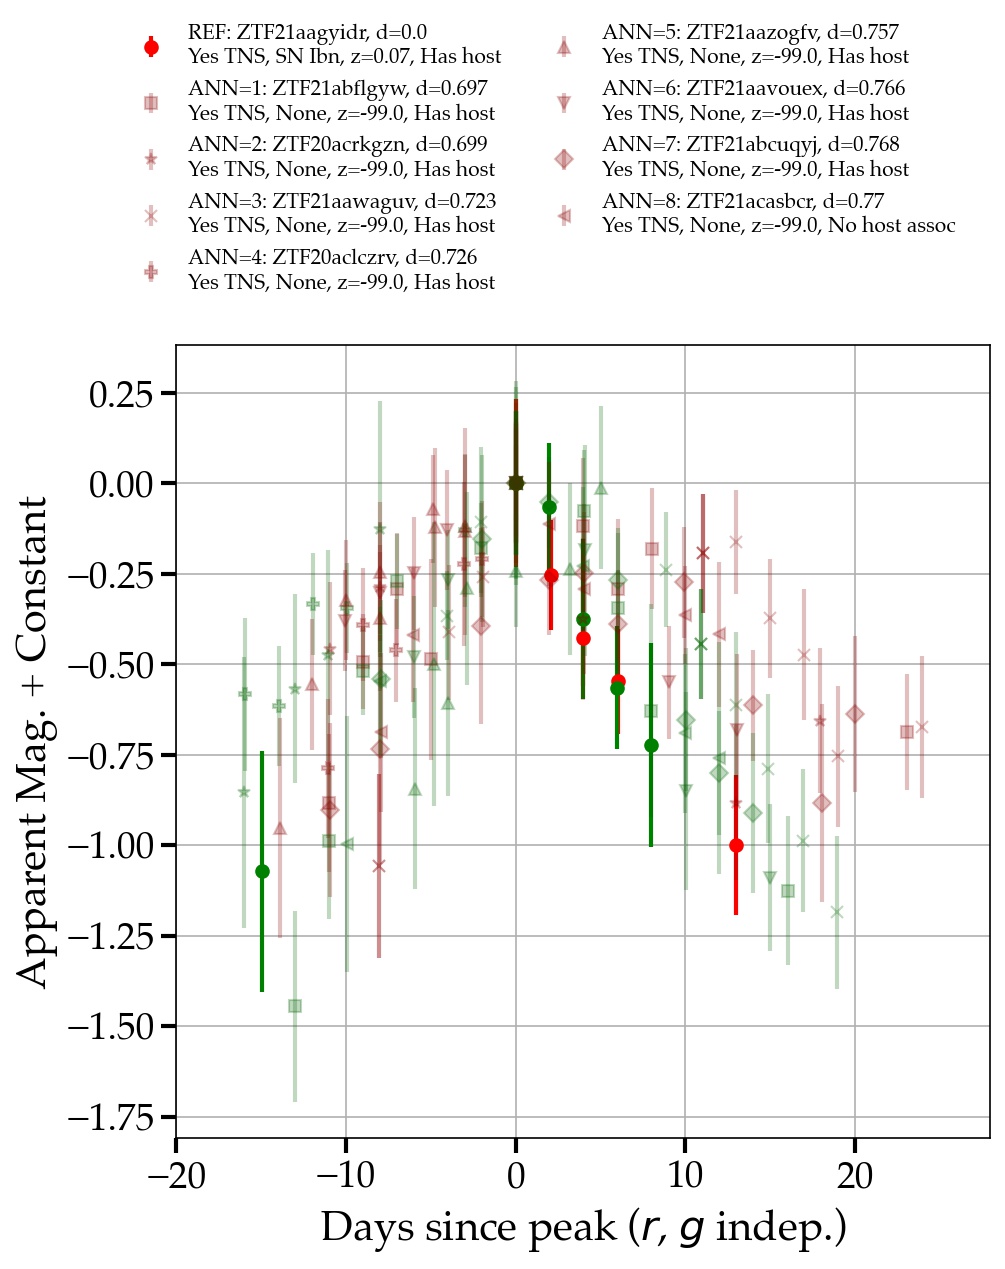 REF: ZTF21aagyidr, d=0.0
Yes TNS, SN Ibn, z=0.07, Has host
ANN=1: ZTF21abflgyw, d=0.697
Yes TNS, None, z=-99.0, Has host
ANN=2: ZTF20acrkgzn, d=0.699
Yes TNS, None, z=-99.0, Has host
ANN=3: ZTF21aawaguv, d=0.723
Yes TNS, None, z=-99.0, Has host
ANN=4: ZTF20aclczrv, d=0.726
Yes TNS, None, z=-99.0, Has host
ANN=5: ZTF21aazogfv, d=0.757
Yes TNS, None, z=-99.0, Has host
ANN=6: ZTF21aavouex, d=0.766
Yes TNS, None, z=-99.0, Has host
ANN=7: ZTF21abcuqyj, d=0.768
Yes TNS, None, z=-99.0, Has host
ANN=8: ZTF21acasbcr, d=0.77
Yes TNS, None, z=-99.0, No host assoc
Apparent Mag. + Constant
0.25
0.00
−0.25
−0.50
−0.75
−1.00
−1.25
−1.50
−1.75
−20
−10
0
10
20
Days since peak (r, g indep.)